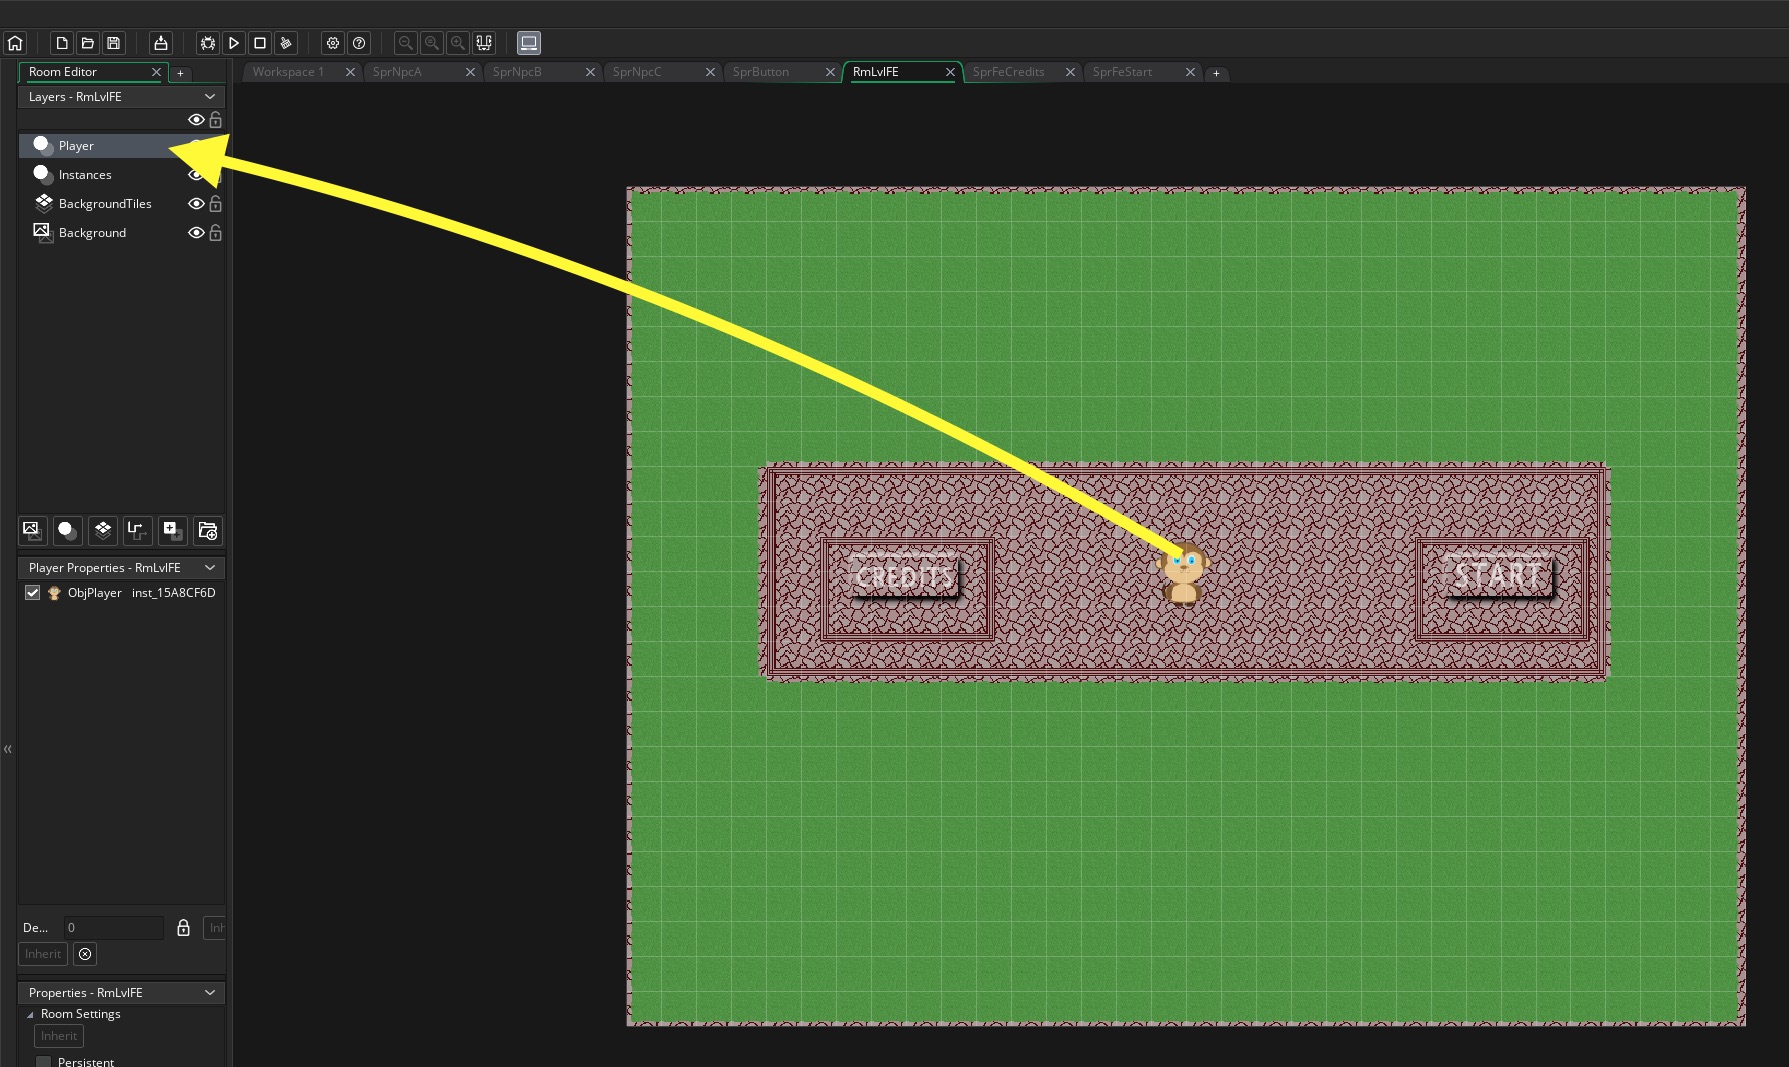 Room Editor
Workspace 1
SprNpcA
SprNpcB
SprNpcC
SprButton
RmLvlFE
SprFeCredits
SprFeStart
Layers - RmLvlFE
Player
Instances
BackgroundTiles
Background
CREDITS
START
Player Properties - RmLvlFE
ObjPlayer inst_15A8CF6D
De... 0 Inh
Inherit
Properties - RmLvlFE
Room Settings
Inherit
Persistent